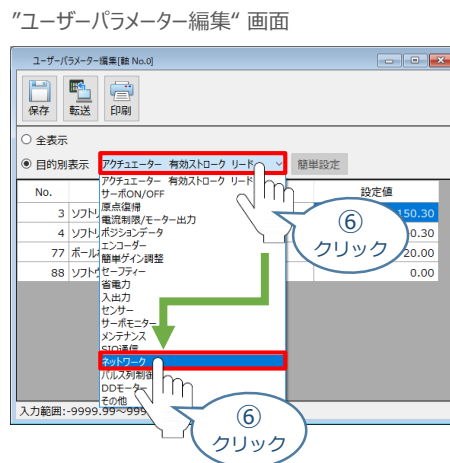 ”ユーザーパラメーター編集“ 画面
ユーザーパラメーター編集[軸 No.0]
保存 転送 印刷
全表示
目的別表示 アクチュエーター 有効ストローク リード 簡単設定
No. 設定値
アクチュエーター 有効ストローク リード
サーボON/OFF
原点復帰
電流制限/モーター出力
ポジションデータ
エンコーダー
簡単ゲイン調整
セーフティー
省電力
入出力
センサー
サーボモニター
メンテナンス
SIO通信
ネットワーク
パルス列制御
DDモーター
その他
3 ソフトリ 150.30
4 ソフトリ 0.30
77 ボール 20.00
88 ソフトウ 0.00
⑥
クリック
入力範囲:-9999.99～999
⑥
クリック